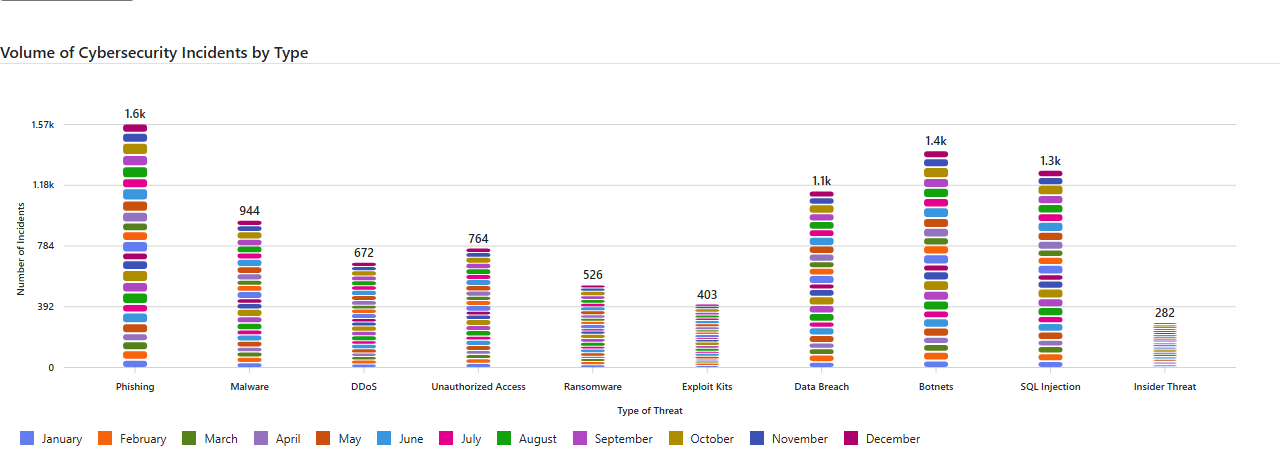 Volume of Cybersecurity Incidents by Type
1.6k
1.57k
1.4k
1.3k
1.18k
1.1k
944
784
764
672
526
403
392
282
0
Number of Incidents
Phishing Malware DDoS Unauthorized Access Ransomware Exploit Kits Data Breach Botnets SQL Injection Insider Threat
Type of Threat
January February March April May June July August September October November December